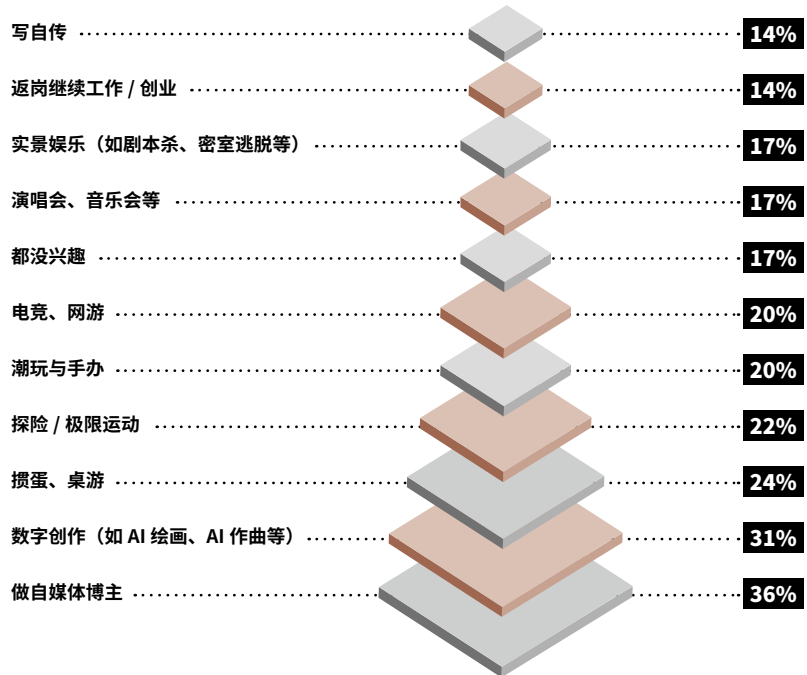 写自传 14%
返岗继续工作 / 创业 14%
实景娱乐（如剧本杀、密室逃脱等） 17%
演唱会、音乐会等 17%
都没兴趣 17%
电竞、网游 20%
潮玩与手办 20%
探险 / 极限运动 22%
掼蛋、桌游 24%
数字创作（如 AI 绘画、AI 作曲等） 31%
做自媒体博主 36%